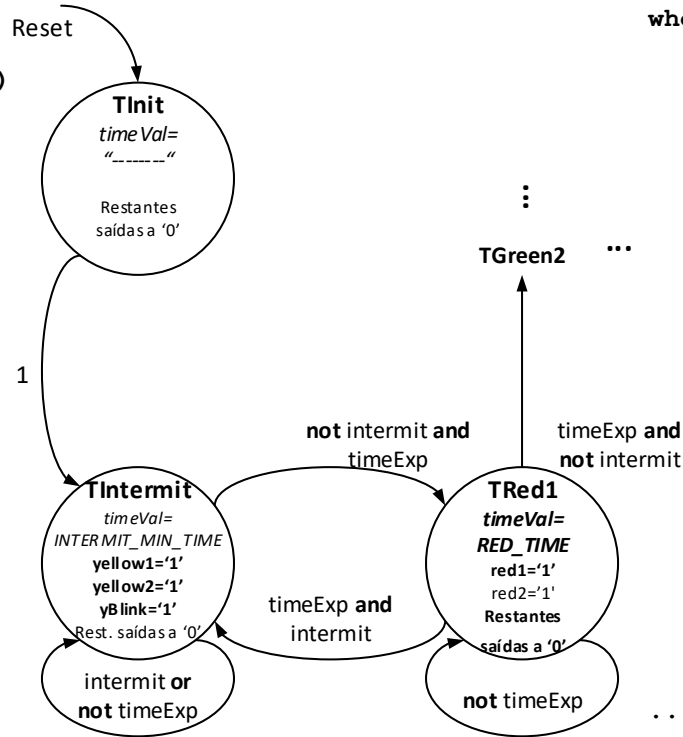 Reset
whe
)
TInit
timeVal=
“--------“
Restantes
saídas a ‘0’
⋮
TGreen2
...
1
not intermit and
timeExp
timeExp and
not intermit
TIntermit
timeVal=
INTERMIT_MIN_TIME
yellow1=‘1’
yellow2=‘1’
yBlink=‘1’
Rest. saídas a ‘0’
TRed1
timeVal=
RED_TIME
red1=‘1’
red2='1'
Restantes
saídas a ‘0’
timeExp and
intermit
intermit or
not timeExp
not timeExp
..